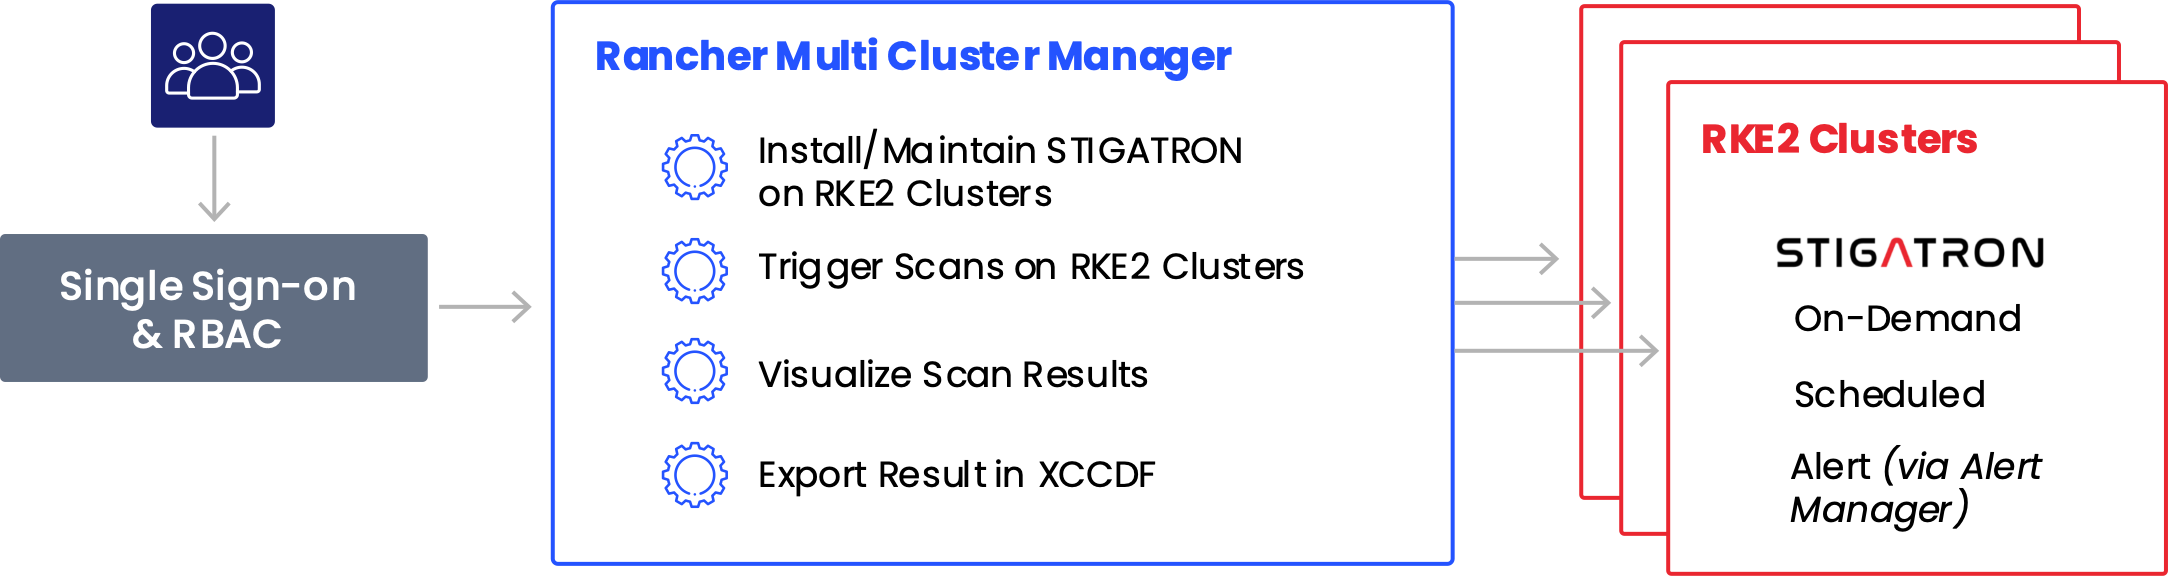 Single Sign-on
& RBAC
Rancher Multi Cluster Manager
Install/Maintain STIGATRON
on RKE2 Clusters
Trigger Scans on RKE2 Clusters
Visualize Scan Results
Export Result in XCCDF
RKE2 Clusters
STIGATRON
On-Demand
Scheduled
Alert (via Alert
Manager)